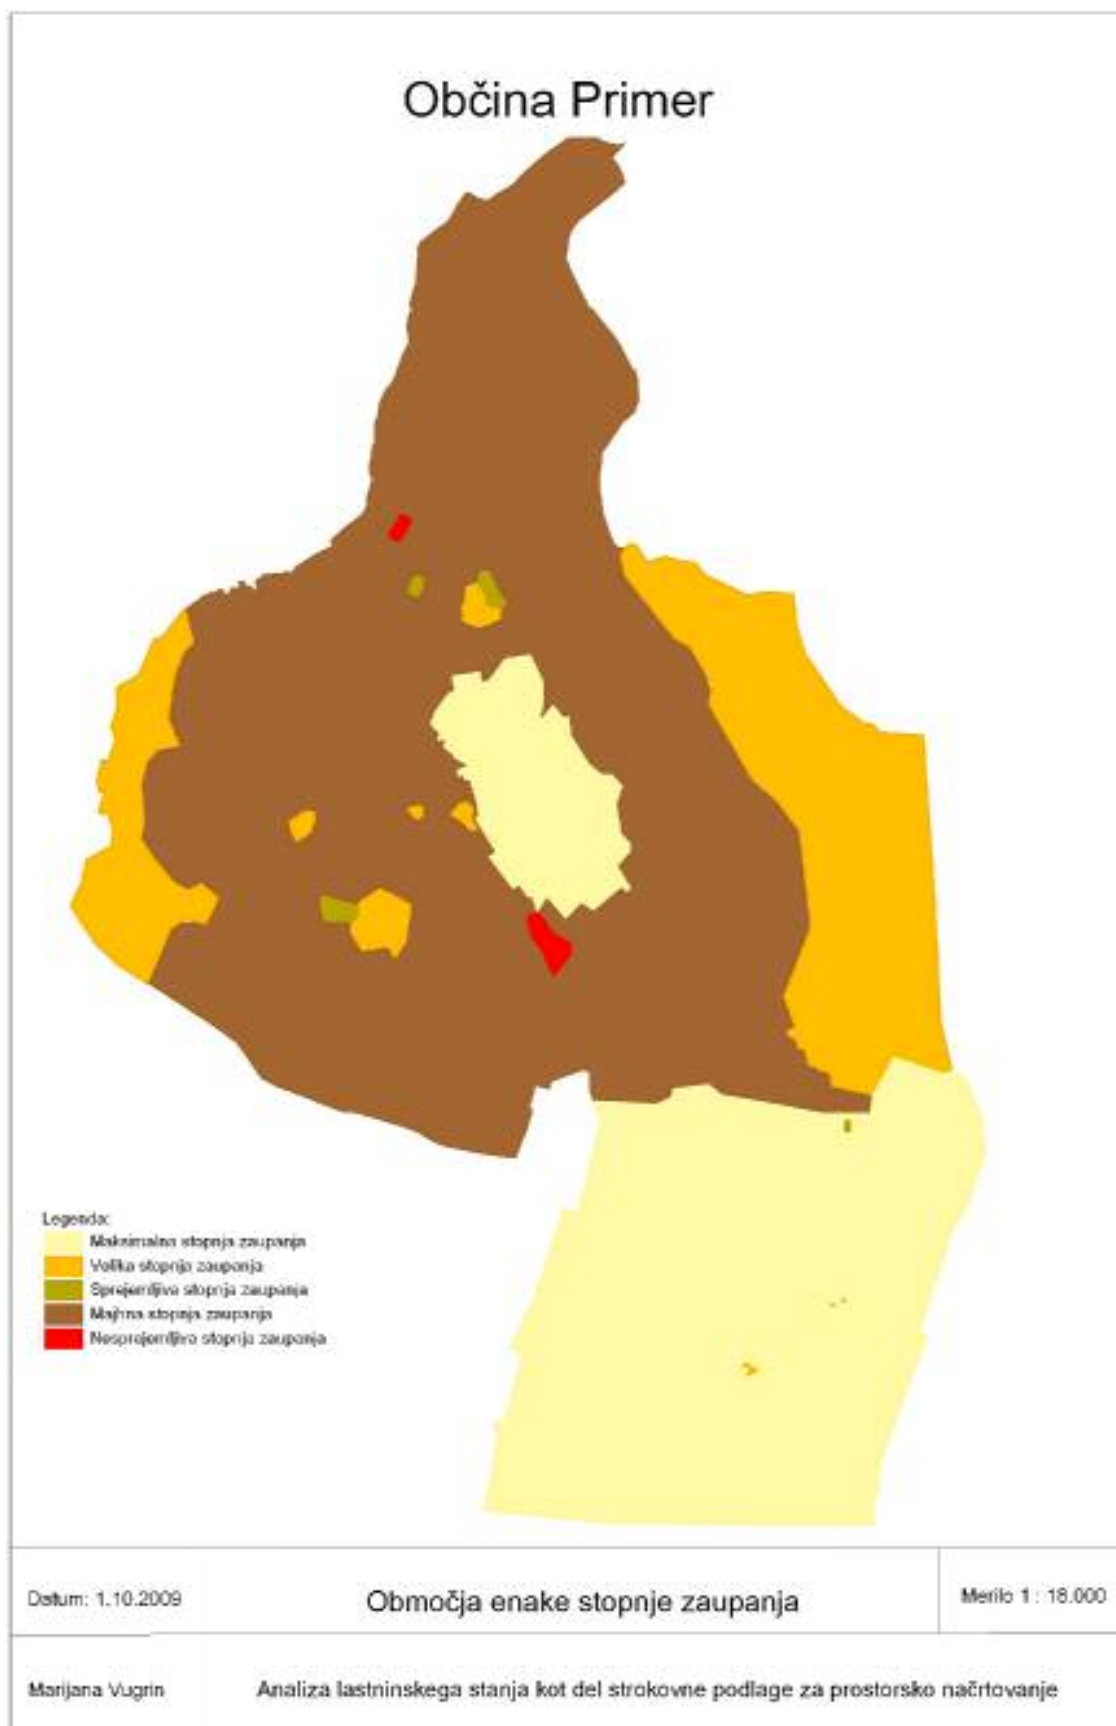 Občina Primer
Legenda:
Maksimalna stopnja zaupanja
Velika stopnja zaupanja
Sprejemljiva stopnja zaupanja
Majhna stopnja zaupanja
Nesprejemljiva stopnja zaupanja
Datum: 1.10.2009
Območja enake stopnje zaupanja
Merilo 1 : 18.000
Marijana Vugrin
Analiza lastninskega stanja kot del strokovne podlage za prostorsko načrtovanje